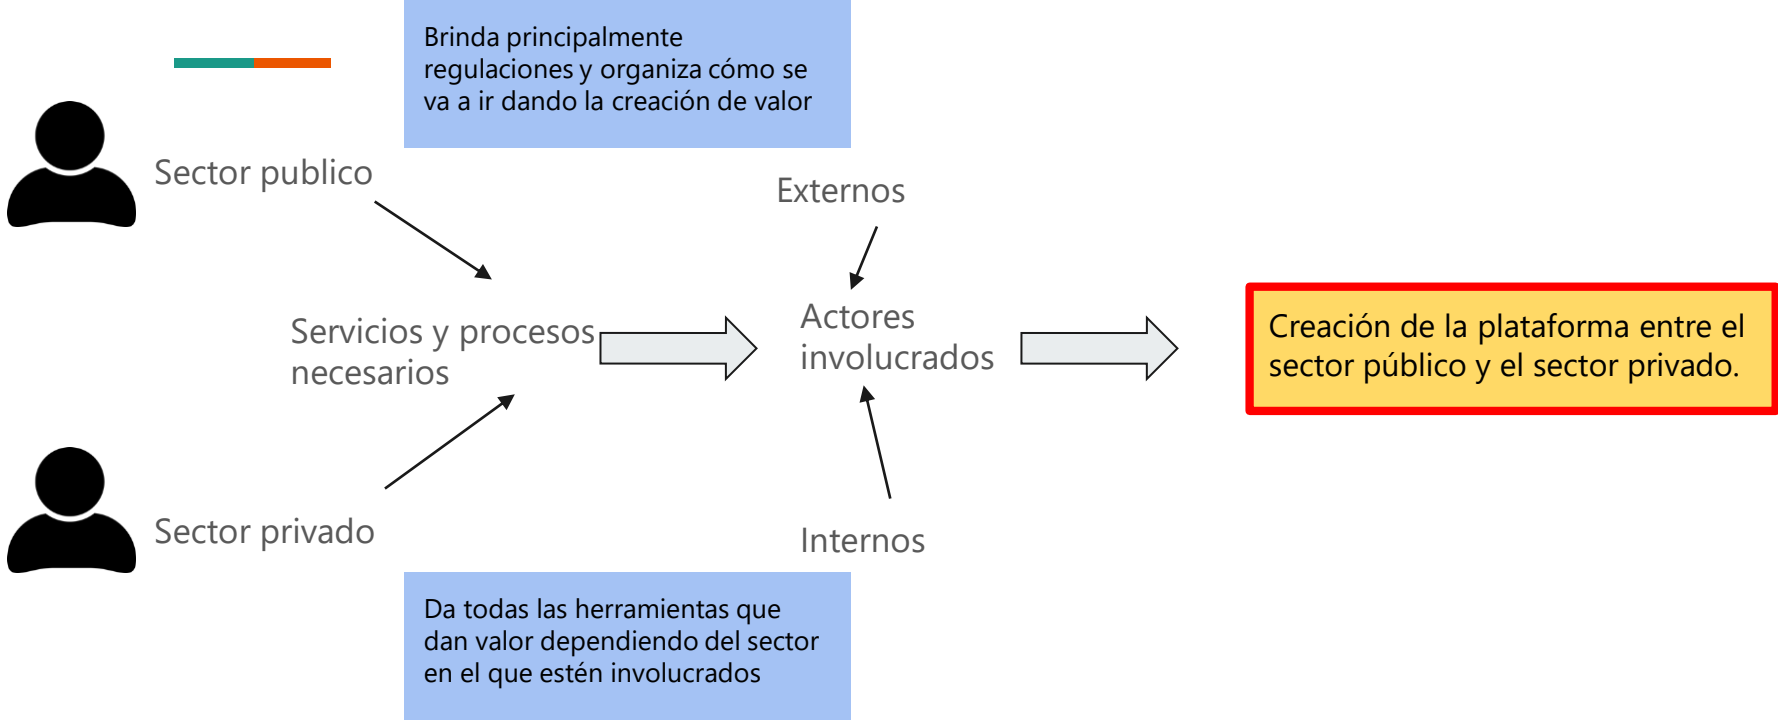 Brinda principalmente
regulaciones y organiza cómo se
va a ir dando la creación de valor
Sector publico
Externos
Servicios y procesos
necesarios
Actores
involucrados
Creación de la plataforma entre el
sector público y el sector privado.
Sector privado
Internos
Da todas las herramientas que
dan valor dependiendo del sector
en el que estén involucrados